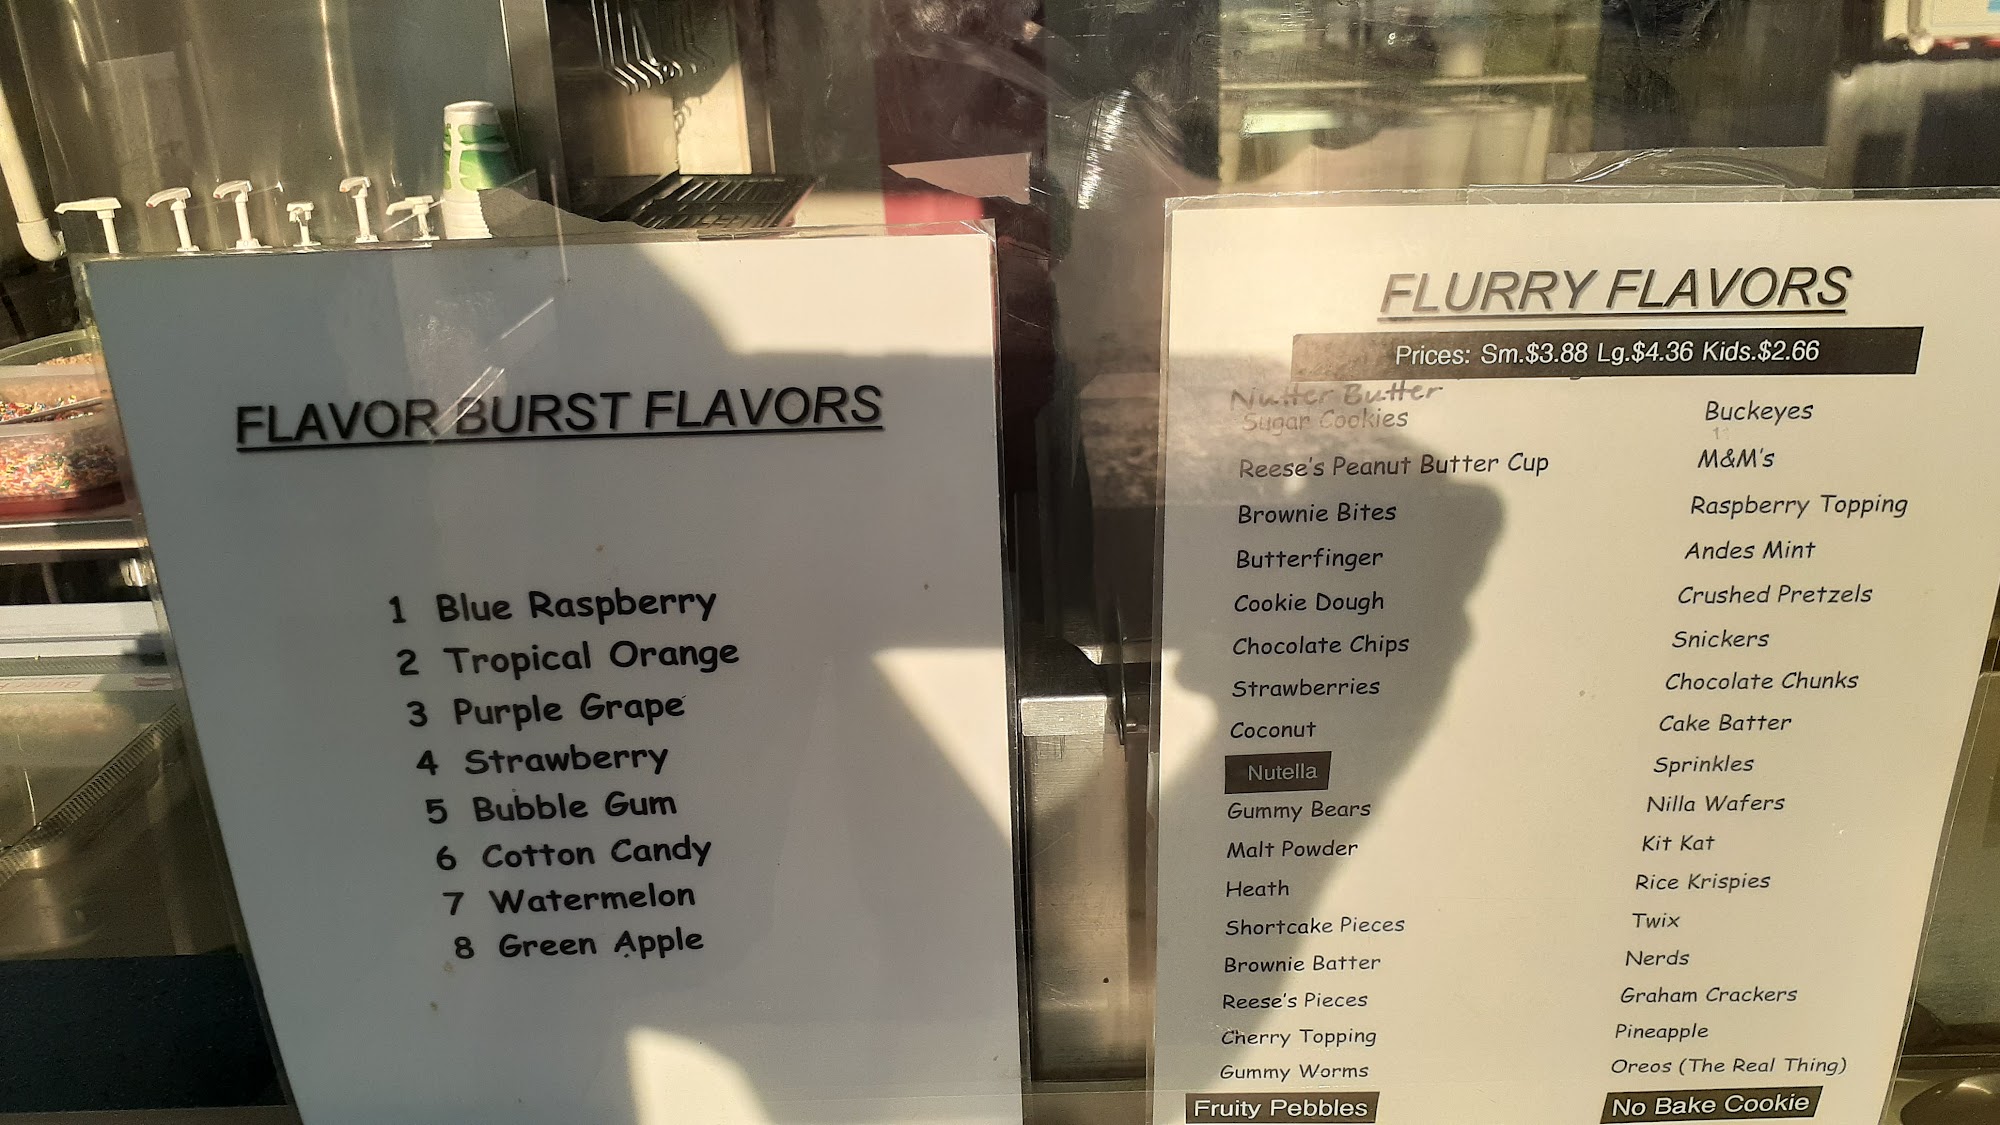 FLAVOR BURST FLAVORS
1 Blue Raspberry
2 Tropical Orange
3 Purple Grape
4 Strawberry
5 Bubble Gum
6 Cotton Candy
7 Watermelon
8 Green Apple
FLURRY FLAVORS
Prices: Sm.$3.88 Lg.$4.36 Kids.$2.66
Nutter Butter
Sugar Cookies
Reese's Peanut Butter Cup
Brownie Bites
Butterfinger
Cookie Dough
Chocolate Chips
Strawberries
Coconut
Nutella
Gummy Bears
Malt Powder
Heath
Shortcake Pieces
Brownie Batter
Reese's Pieces
Cherry Topping
Gummy Worms
Fruity Pebbles
Buckeyes
M&M's
Raspberry Topping
Andes Mint
Crushed Pretzels
Snickers
Chocolate Chunks
Cake Batter
Sprinkles
Nilla Wafers
Kit Kat
Rice Krispies
Twix
Nerds
Graham Crackers
Pineapple
Oreos (The Real Thing)
No Bake Cookie